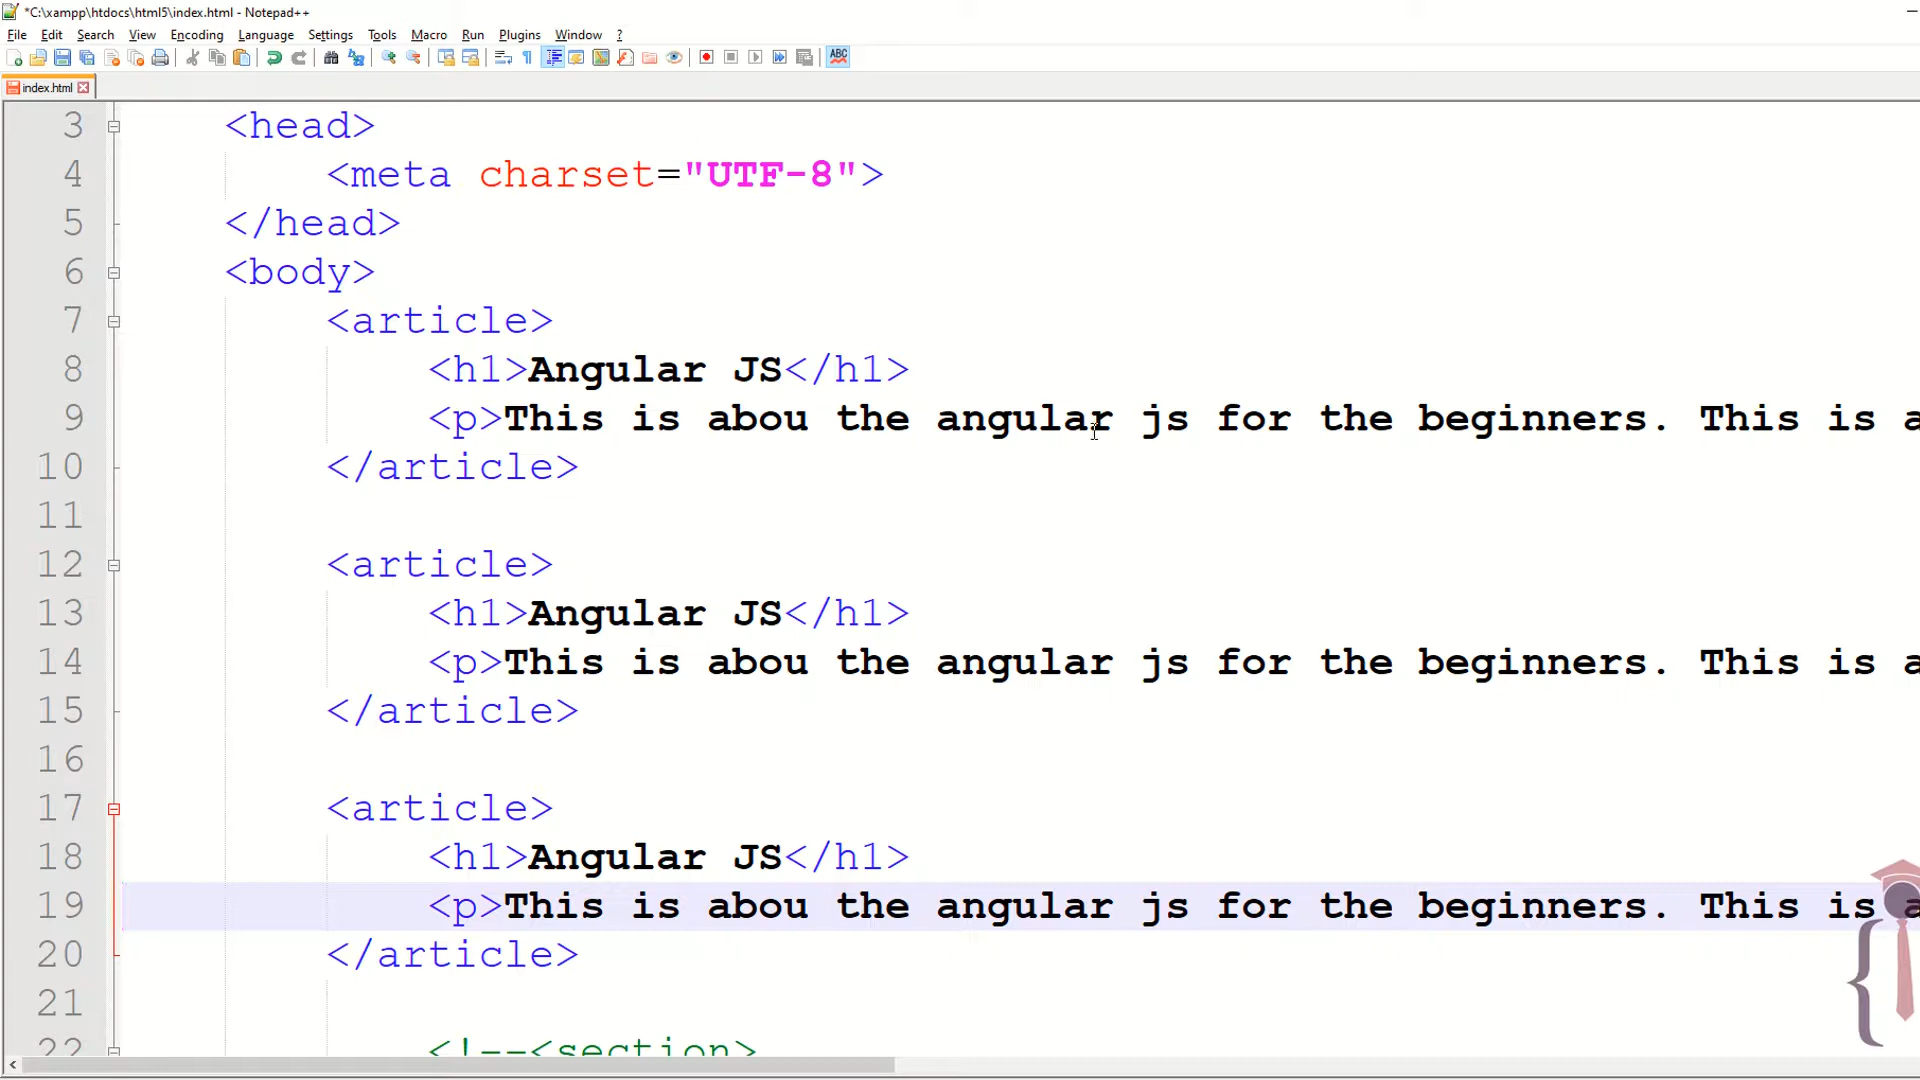 *C:\xampp\htdocs\html5\index.html - Notepad++
File Edit Search View Encoding Language Settings Tools Macro Run Plugins Window ?
ABC
index.html
3 <head>
4 <meta charset="UTF-8">
5 </head>
6 <body>
7 <article>
8 <h1>Angular JS</h1>
9 <p>This is abou the angular js for the beginners. This is a
10 </article>
11
12 <article>
13 <h1>Angular JS</h1>
14 <p>This is abou the angular js for the beginners. This is a
15 </article>
16
17 <article>
18 <h1>Angular JS</h1>
19 <p>This is abou the angular js for the beginners. This is a
20 </article>
21
22 <!--<section>